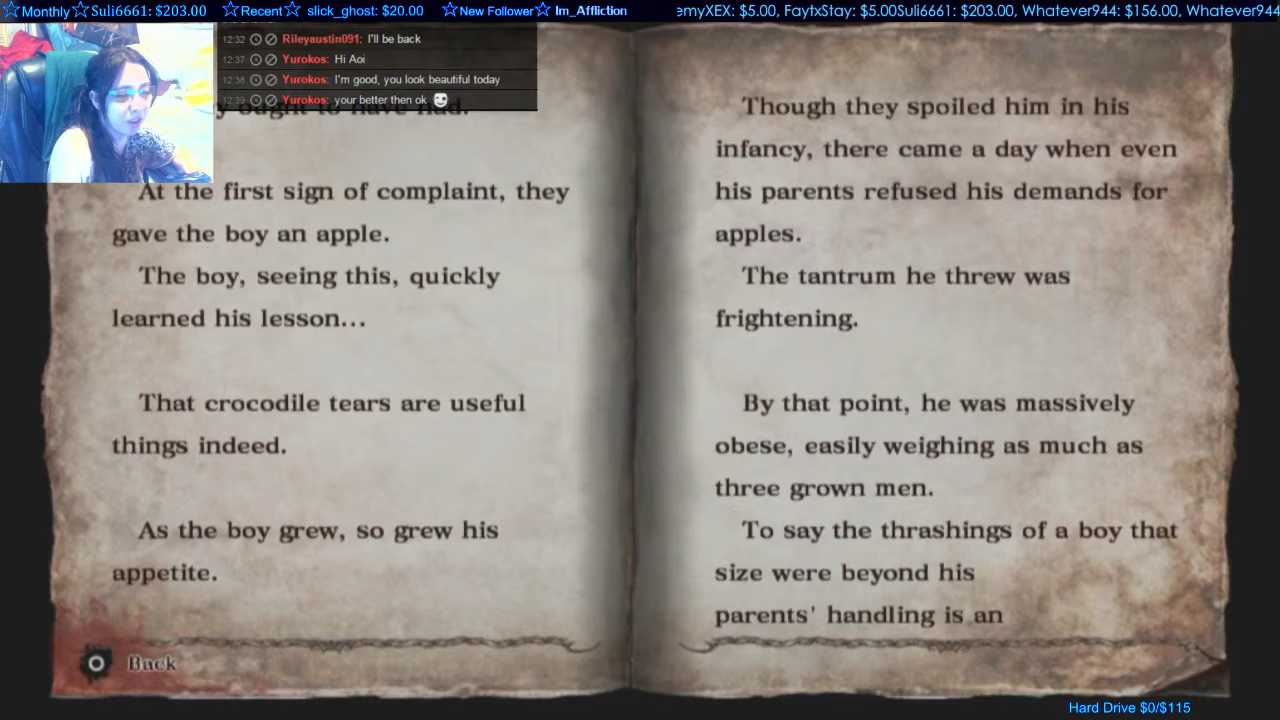 ☆Monthly☆Suli6661: $203.00 ☆Recent☆ slick_ghost: $20.00 ☆New Follower☆ Im_Affliction
emyXEX: $5.00, FaytxStay: $5.00Suli6661: $203.00, Whatever944: $156.00, Whatever944
12:32 Rileyaustin091: I'll be back
12:37 Yurokos: Hi Aoi
12:38 Yurokos: I'm good, you look beautiful today
12:39 Yurokos: your better then ok
y ought to have had.
At the first sign of complaint, they
gave the boy an apple.
The boy, seeing this, quickly
learned his lesson...
That crocodile tears are useful
things indeed.
As the boy grew, so grew his
appetite.
Back
Though they spoiled him in his
infancy, there came a day when even
his parents refused his demands for
apples.
The tantrum he threw was
frightening.
By that point, he was massively
obese, easily weighing as much as
three grown men.
To say the thrashings of a boy that
size were beyond his
parents' handling is an
Hard Drive $0/$115